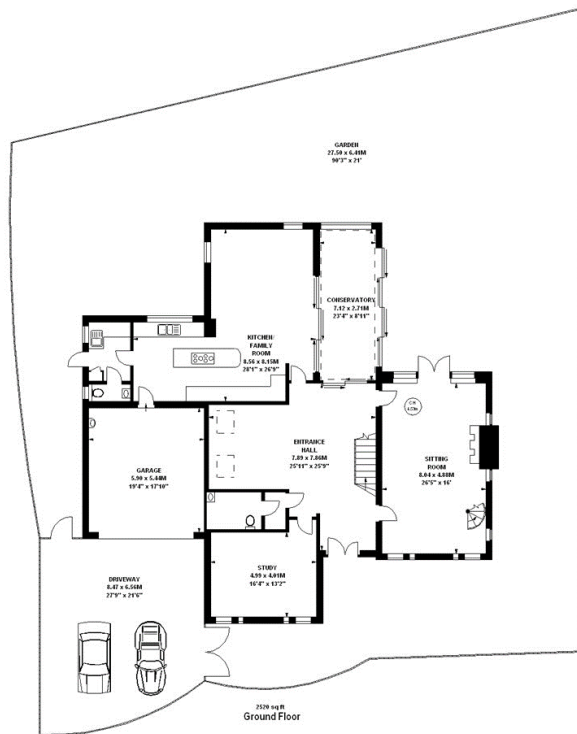 GARDEN
27.50 x 6.40M
90'3" x 21'
CONSERVATORY
7.12 x 2.71M
23'4" x 8'11"
KITCHEN/
FAMILY
ROOM
8.56 x 8.15M
28'1" x 26'9"
ENTRANCE
HALL
7.89 x 7.86M
25'11" x 25'9"
SITTING
ROOM
8.04 x 4.88M
26'5" x 16'
GARAGE
5.90 x 5.44M
19'4" x 17'10"
STUDY
4.99 x 4.01M
16'4" x 13'2"
DRIVEWAY
8.47 x 6.56M
27'9" x 21'6"
2520 sq ft
Ground Floor